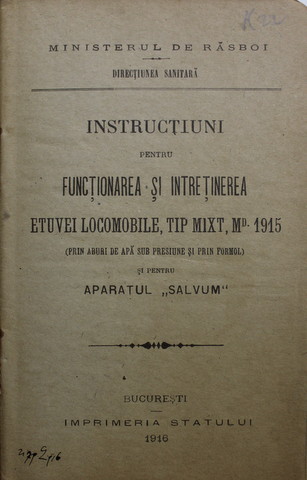 MINISTERUL DE RĂSBOI
DIRECȚIUNEA SANITARĂ
INSTRUCȚIUNI
PENTRU
FUNCȚIONAREA ȘI INTREȚINEREA
ETUVEI LOCOMOBILE, TIP MIXT, MD. 1915
(PRIN ABURI DE APĂ SUB PRESIUNE ȘI PRIN FORMOL)
ȘI PENTRU
APARATUL „SALVUM"
BUCUREȘTI
IMPRIMERIA STATULUI
1916